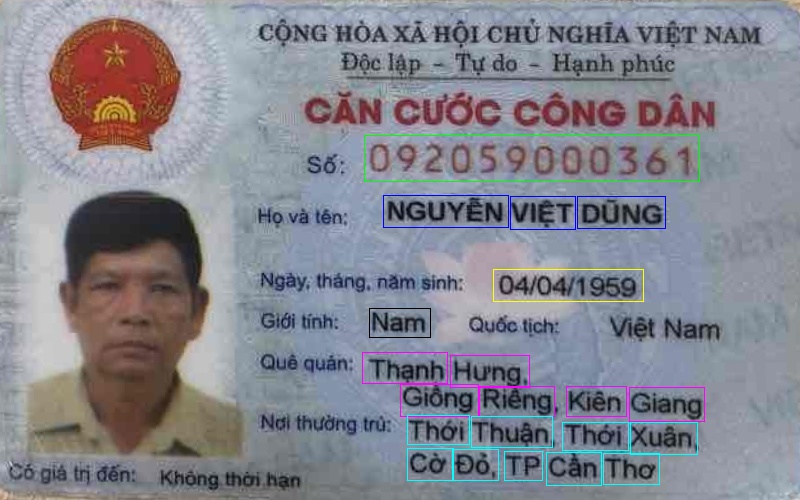 CỘNG HÒA XÃ HỘI CHỦ NGHĨA VIỆT NAM
Độc lập - Tự do - Hạnh phúc
CĂN CƯỚC CÔNG DÂN
Số: 092059000361
Họ và tên: NGUYỄN VIỆT DŨNG
Ngày, tháng, năm sinh: 04/04/1959
Giới tính: Nam Quốc tịch: Việt Nam
Quê quán: Thạnh Hưng,
Giồng Riềng, Kiên Giang
Nơi thường trú: Thới Thuận, Thới Xuân,
Cờ Đỏ, TP Cần Thơ
Có giá trị đến: Không thời hạn